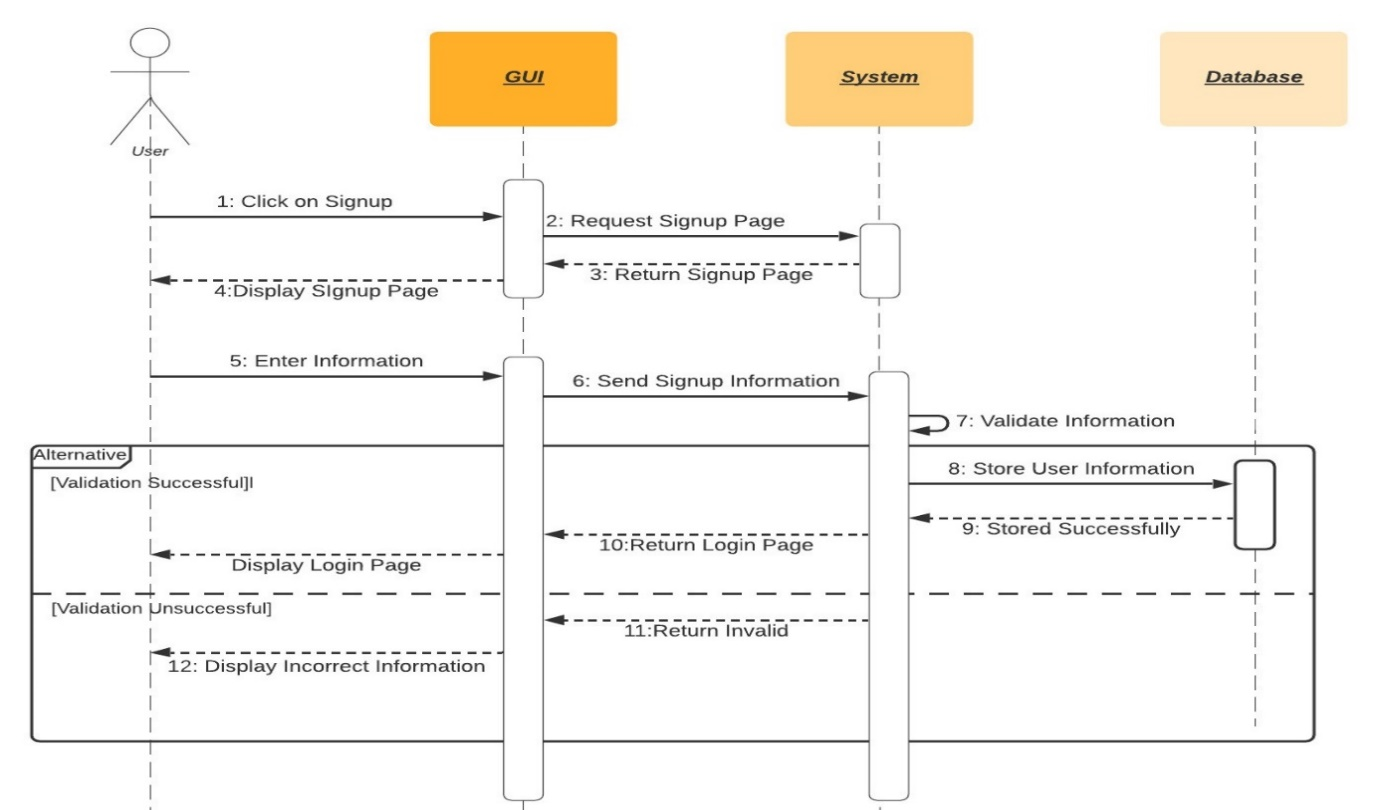 GUI
System
Database
User
1: Click on Signup
2: Request Signup Page
3: Return Signup Page
4:Display SIgnup Page
5: Enter Information
6: Send Signup Information
7: Validate Information
Alternative
[Validation Successful]l
8: Store User Information
9: Stored Successfully
10:Return Login Page
Display Login Page
[Validation Unsuccessful]
11:Return Invalid
12: Display Incorrect Information